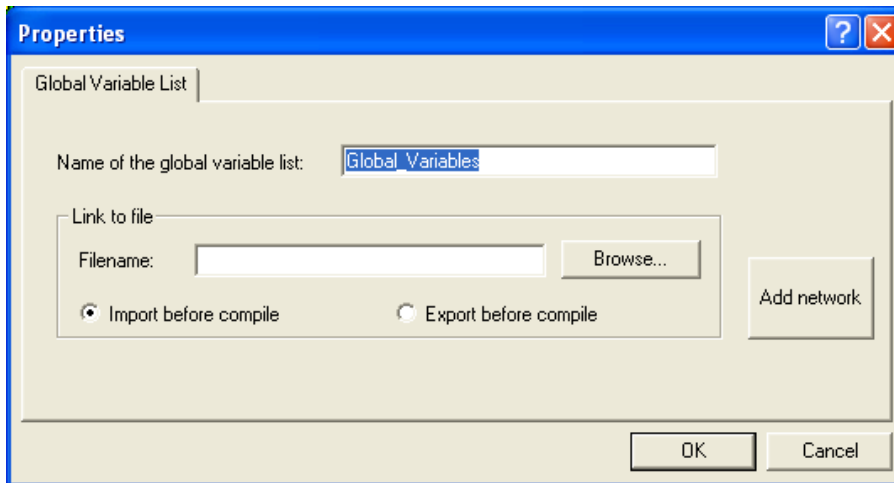 Properties
Global Variable List
Name of the global variable list: Global_Variables
Link to file
Filename: Browse...
Add network
Import before compile Export before compile
OK Cancel